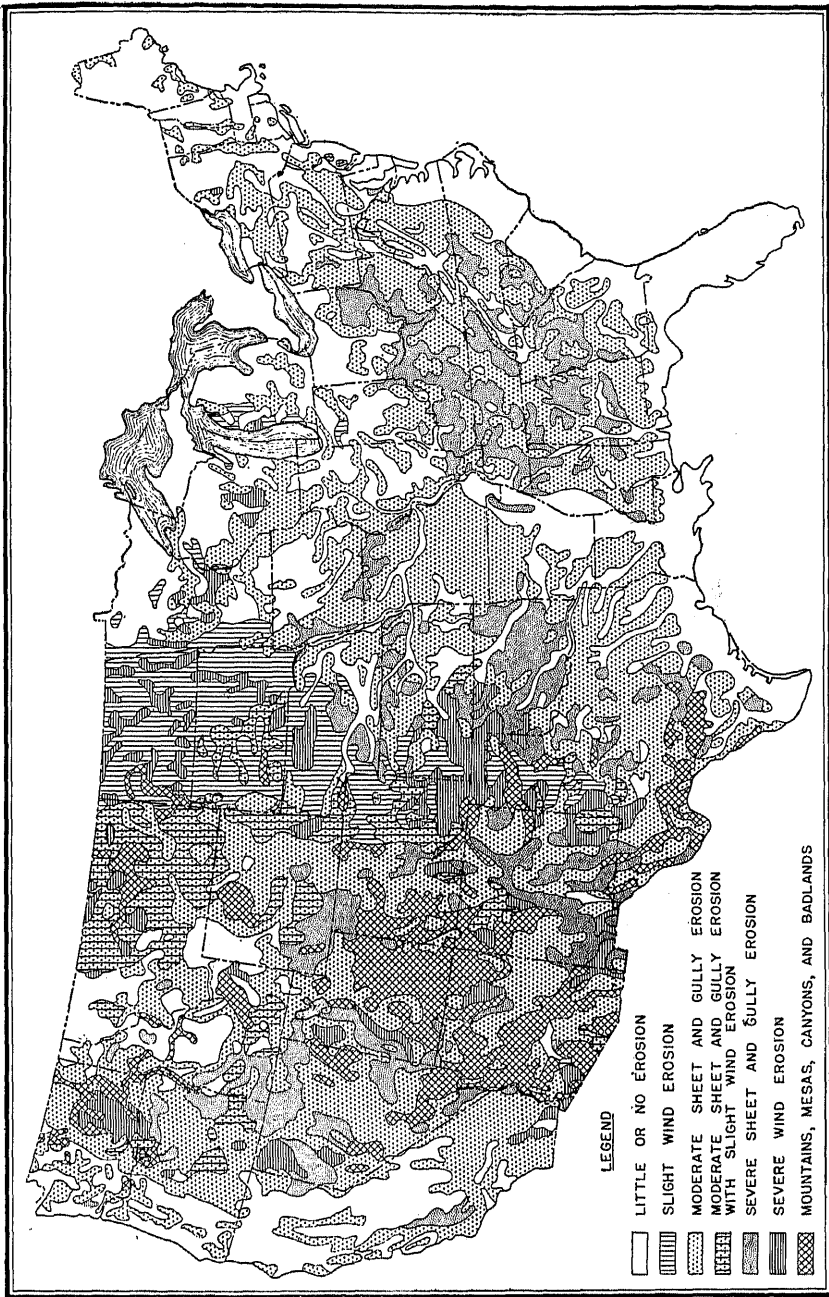 LEGEND
LITTLE OR NO EROSION
SLIGHT WIND EROSION
MODERATE SHEET AND GULLY EROSION
MODERATE SHEET AND GULLY EROSION
WITH SLIGHT WIND EROSION
SEVERE SHEET AND GULLY EROSION
SEVERE WIND EROSION
MOUNTAINS, MESAS, CANYONS, AND BADLANDS